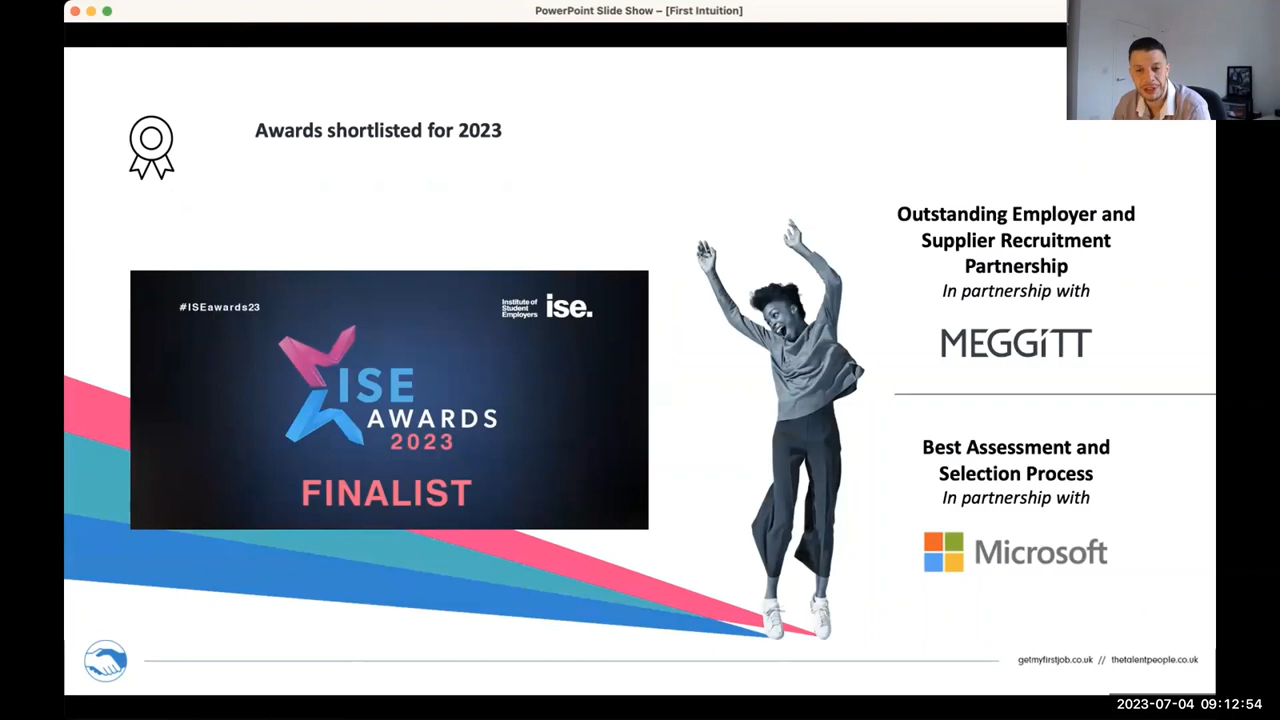 PowerPoint Slide Show – [First Intuition]
Awards shortlisted for 2023
#ISEawards23
Institute of
Student
Employers
ise.
ISE
AWARDS
2023
FINALIST
Outstanding Employer and
Supplier Recruitment
Partnership
In partnership with
MEGGiTT
Best Assessment and
Selection Process
In partnership with
Microsoft
getmyfirstjob.co.uk // thetalentpeople.co.uk
2023-07-04 09:12:54